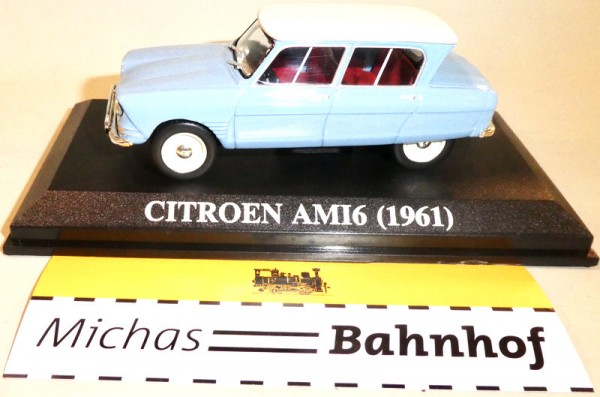 CITROEN AMI6 (1961)
Michas Bahnhof